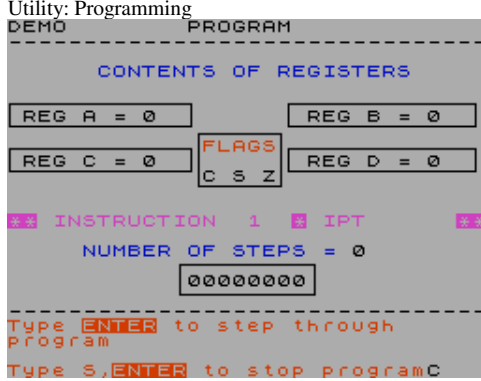 Utility: Programming
DEMO PROGRAM
CONTENTS OF REGISTERS
REG A = 0 REG B = 0
FLAGS
REG C = 0 REG D = 0
C S Z
** INSTRUCTION 1 * IPT **
NUMBER OF STEPS = 0
00000000
Type ENTER to step through
program
Type S,ENTER to stop programC